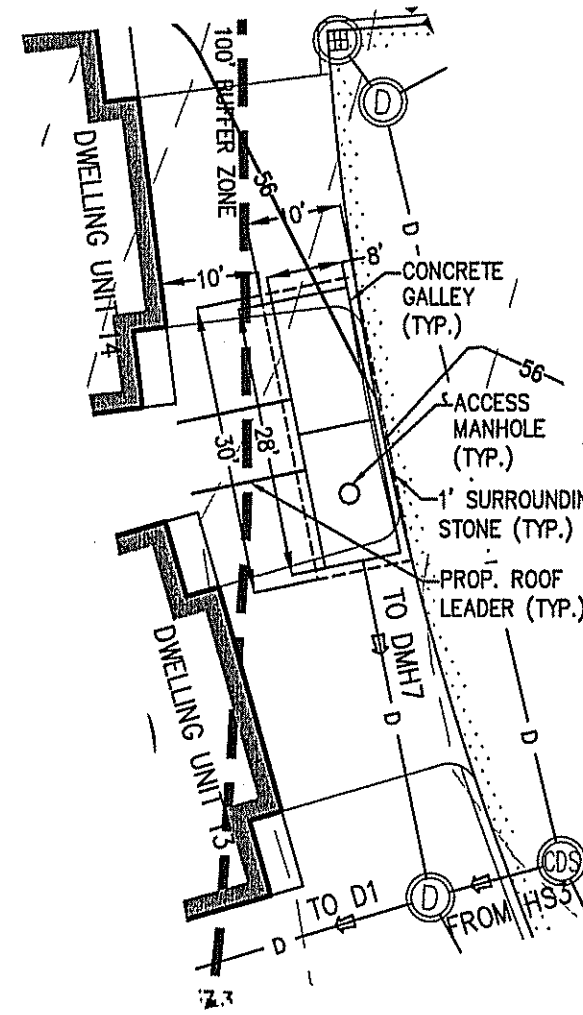 D
100' BUFFER ZONE
56
10'
DWELLING UNIT 14
D
8'
CONCRETE
GALLEY
(TYP.)
10'
56
ACCESS
MANHOLE
(TYP.)
28'
30'
1' SURROUNDIN
STONE (TYP.)
PROP. ROOF
LEADER (TYP.)
TO DMH7
DWELLING UNIT 13
D
D
CDS
TO D1
D
FROM HS3
D